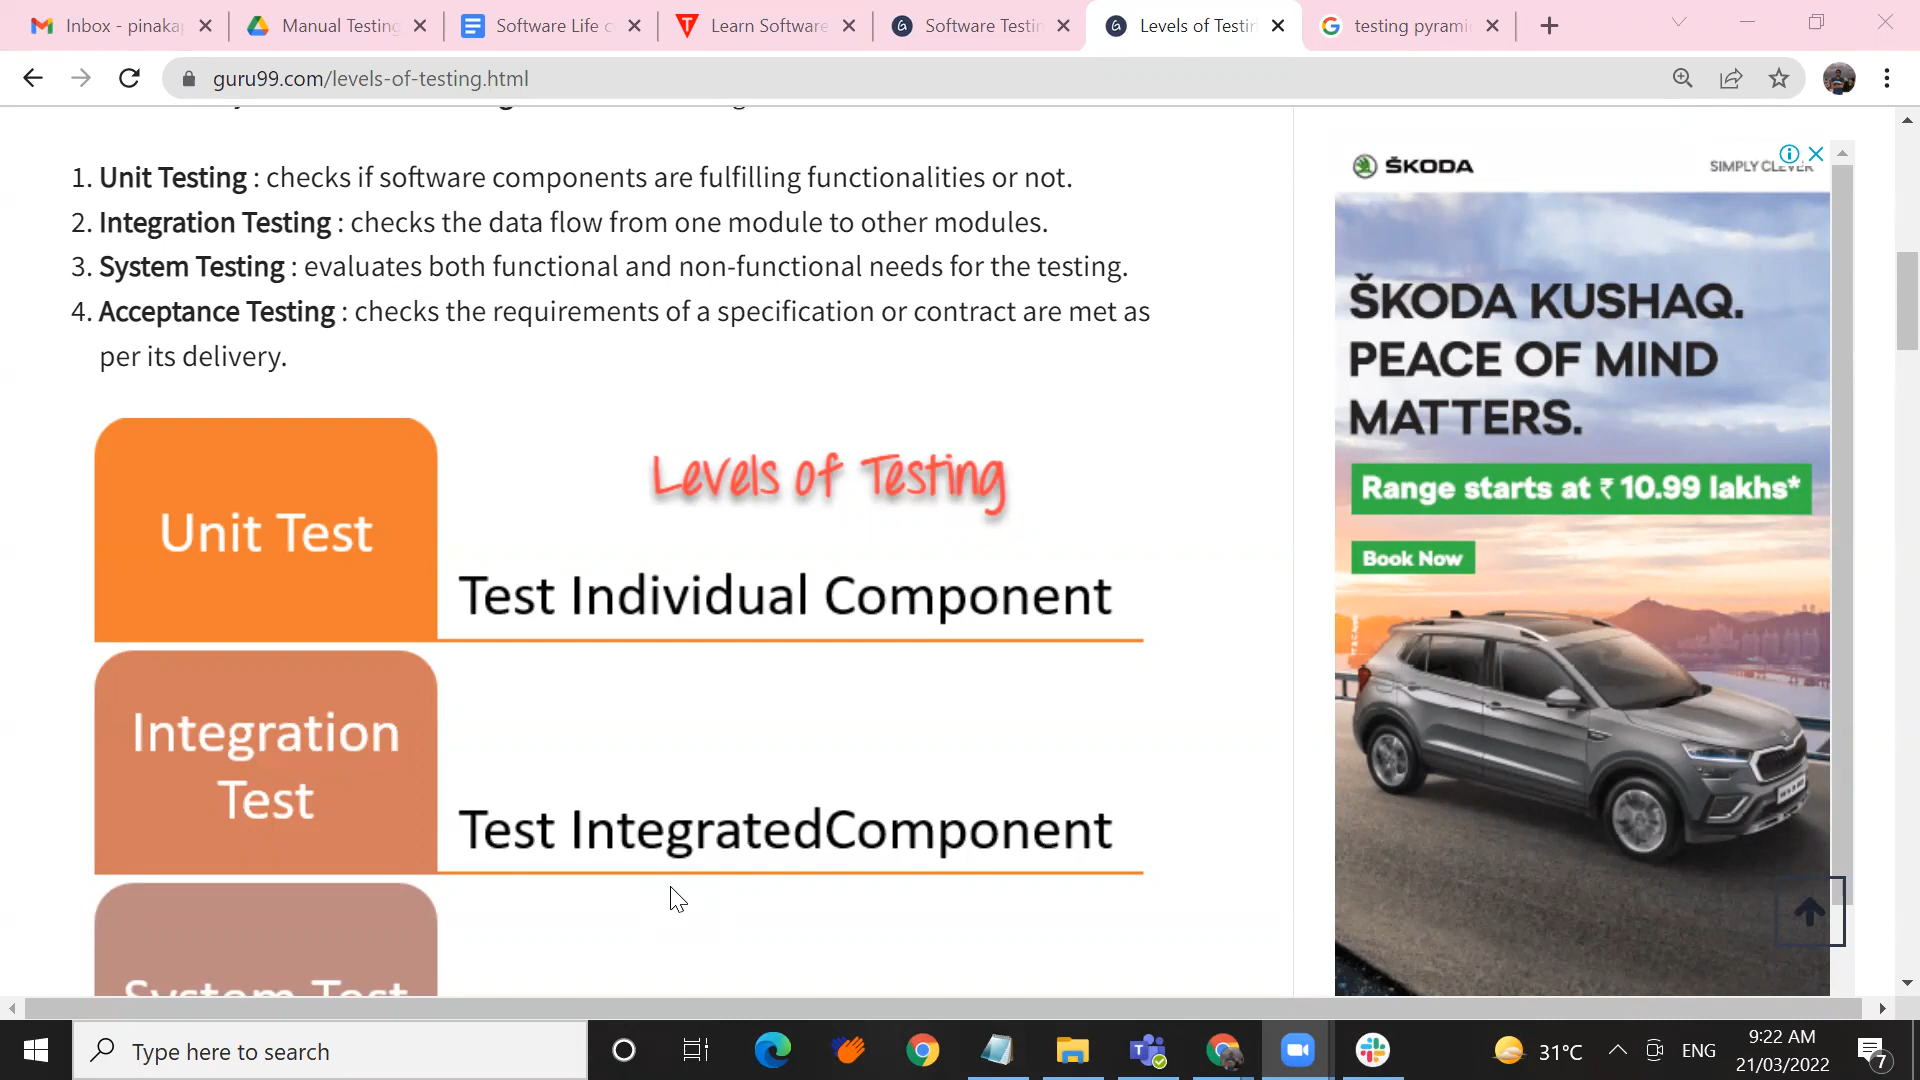 Inbox - pinaka
Manual Testing
Software Life c
Learn Software
Software Testin
Levels of Testin
testing pyrami
guru99.com/levels-of-testing.html
1. Unit Testing : checks if software components are fulfilling functionalities or not.
2. Integration Testing : checks the data flow from one module to other modules.
3. System Testing : evaluates both functional and non-functional needs for the testing.
4. Acceptance Testing : checks the requirements of a specification or contract are met as
per its delivery.
Levels of Testing
Unit Test
Test Individual Component
Integration
Test
Test IntegratedComponent
System Test
ŠKODA
SIMPLY CLEVER
ŠKODA KUSHAQ.
PEACE OF MIND
MATTERS.
Range starts at ₹ 10.99 lakhs*
Book Now
Type here to search
31°C
ENG
9:22 AM
21/03/2022
7